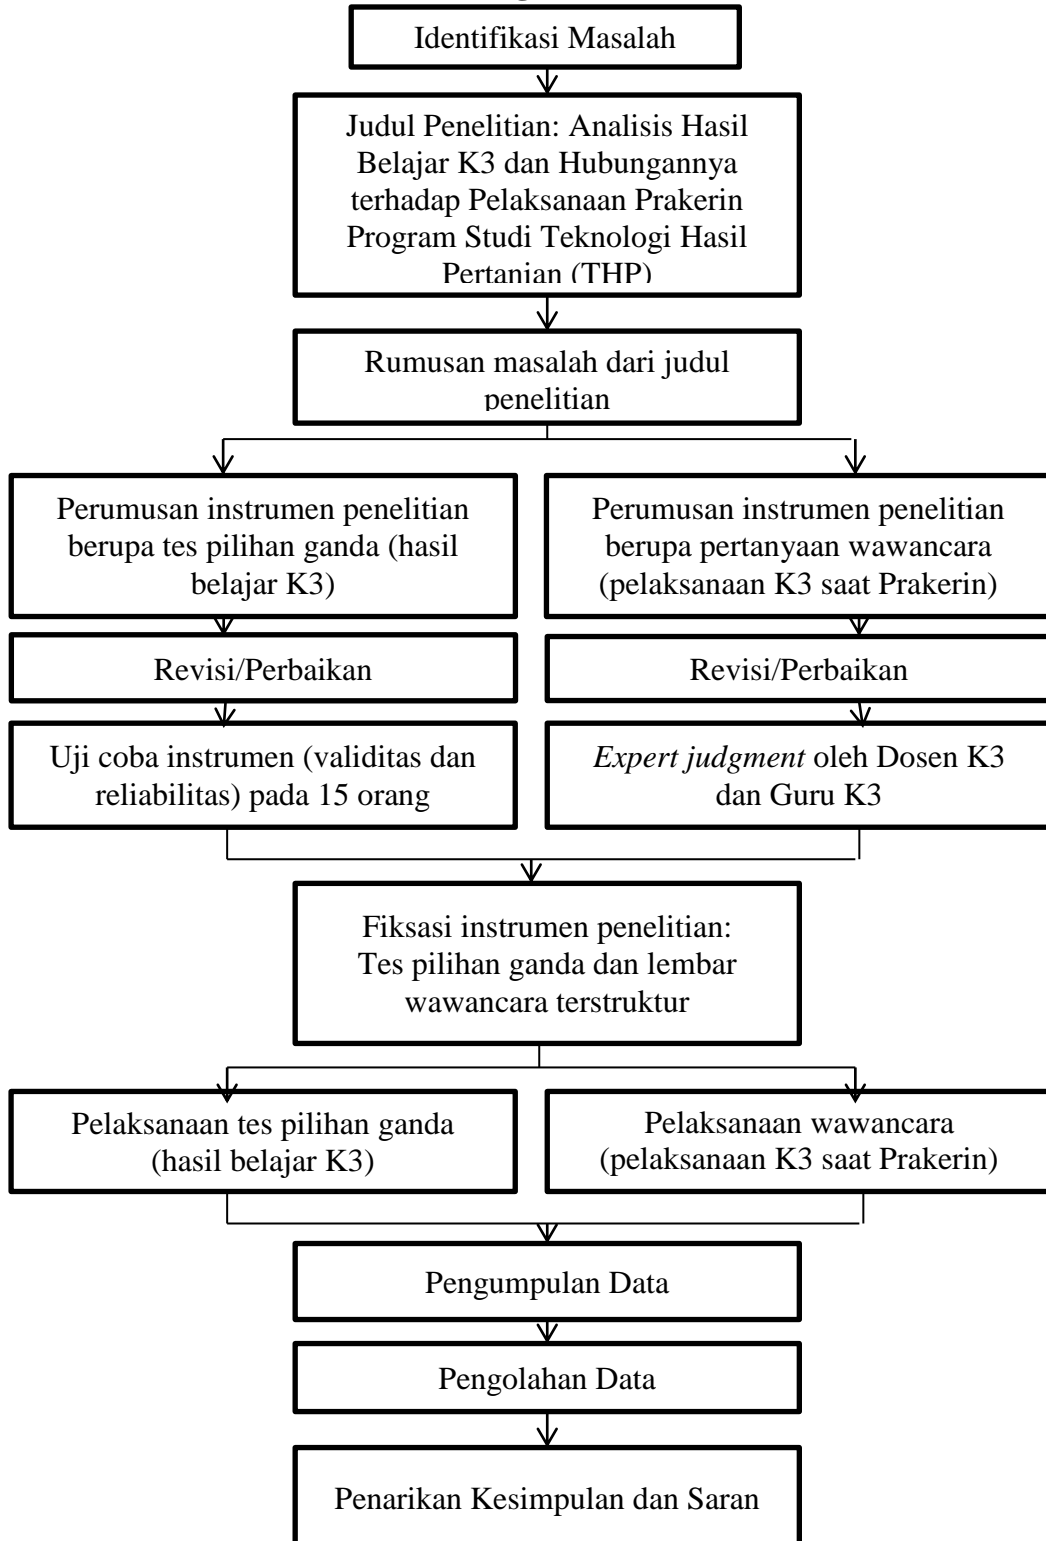 Identifikasi Masalah
Judul Penelitian: Analisis Hasil
Belajar K3 dan Hubungannya
terhadap Pelaksanaan Prakerin
Program Studi Teknologi Hasil
Pertanian (THP)
Rumusan masalah dari judul
penelitian
Perumusan instrumen penelitian
berupa tes pilihan ganda (hasil
belajar K3)
Perumusan instrumen penelitian
berupa pertanyaan wawancara
(pelaksanaan K3 saat Prakerin)
Revisi/Perbaikan
Revisi/Perbaikan
Uji coba instrumen (validitas dan
reliabilitas) pada 15 orang
Expert judgment oleh Dosen K3
dan Guru K3
Fiksasi instrumen penelitian:
Tes pilihan ganda dan lembar
wawancara terstruktur
Pelaksanaan tes pilihan ganda
(hasil belajar K3)
Pelaksanaan wawancara
(pelaksanaan K3 saat Prakerin)
Pengumpulan Data
Pengolahan Data
Penarikan Kesimpulan dan Saran